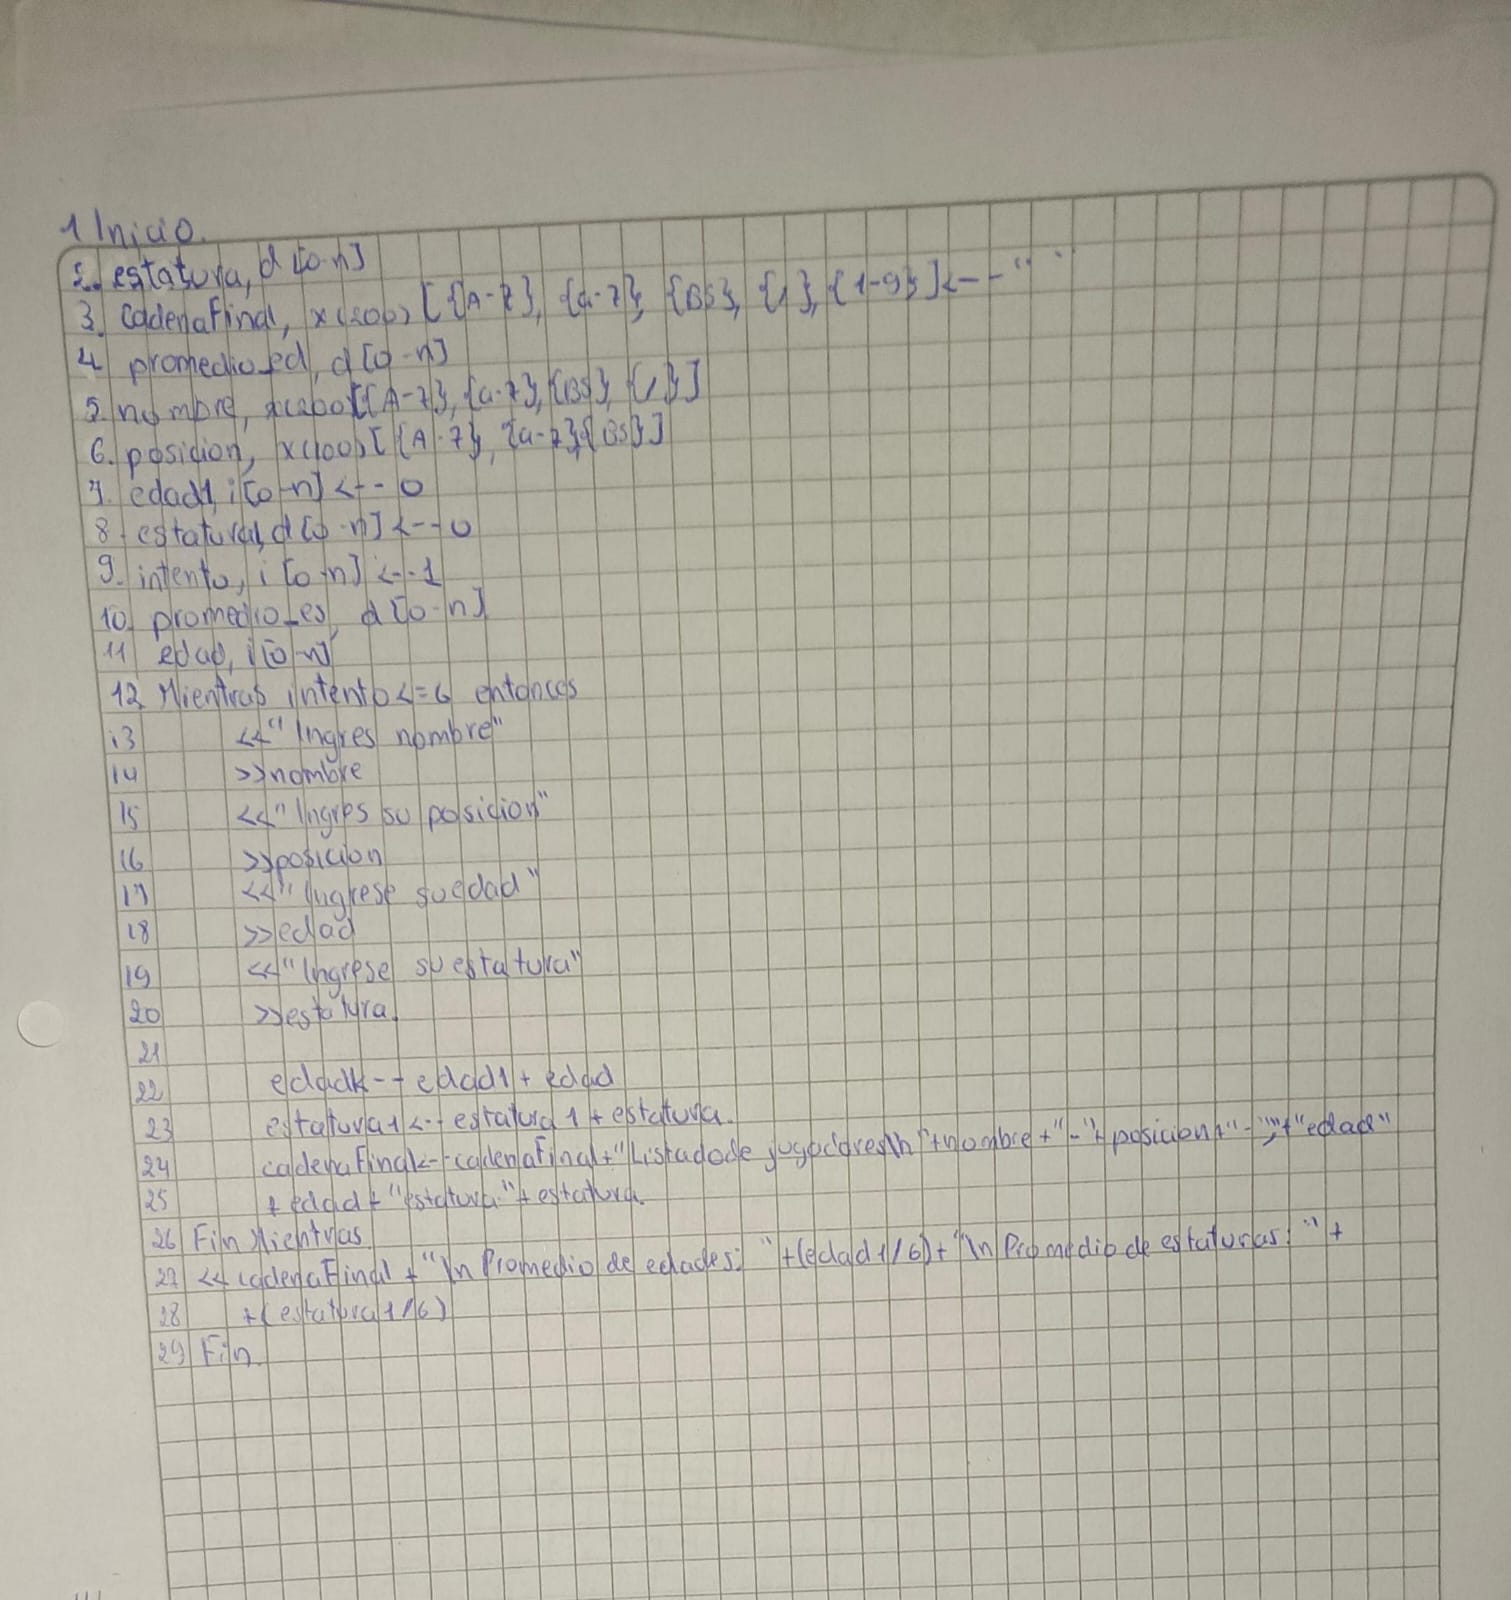 1 Inicio.
2. estatura, d [0-n]
3. cadenaFinal, x(200) [{A-Z}, {a-z}, {BS}, {1}, {1-9}] <-- " "
4 promedio_ed, d[0-n]
5. nombre, x(200)[{A-Z}, {a-z}, {BS}, {,}]
6. posicion, x(100)[{A-Z}, {a-z}{BS}]
7. edad1, i[0-n] <-- 0
8 estatura1, d[0-n] <-- 0
9. intento, i [0-n] <-- 1
10. promedio_es, d [0-n]
11 edad, i[0-n]
12. Mientras intento <= 6 entonces
13 <<"Ingres nombre"
14 >>nombre
15 <<"Ingres su posicion"
16 >>posicion
17 <<"Ingrese su edad"
18 >>edad
19 <<"Ingrese su estatura"
20 >>estatura.
21
22 edad1<-- edad1 + edad
23 estatura1 <-- estatura1 + estatura.
24 cadenaFinal<-- cadenaFinal+"Listado de jugadores\n"+nombre+"-"+posicion+"-"+"edad"
25 + edad + "estatura:"+ estatura.
26 Fin Mientras
27 << cadenaFinal + "\n Promedio de edades: "+(edad1/6)+ "\n Promedio de estaturas: " +
28 +(estatura1/6)
29 Fin.